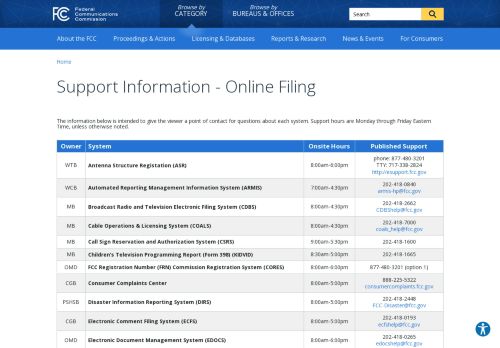 Federal
Communications
Commission
FCC
Browse by
CATEGORY
Browse by
BUREAUS & OFFICES
Search
About the FCC
Proceedings & Actions
Licensing & Databases
Reports & Research
News & Events
For Consumers
Home
Support Information - Online Filing
The information below is intended to give the viewer a point of contact for questions about each system. Support hours are Monday through Friday Eastern
Time, unless otherwise noted.
Owner System Onsite Hours Published Support
phone: 877-480-3201
WTB Antenna Structure Registation (ASR) 8:00am-6:00pm TTY: 717-338-2824
http://esupport.fcc.gov
WCB Automated Reporting Management Information System (ARMIS) 7:00am-4:30pm 202-418-0840
arms-hp@fcc.gov
MB Broadcast Radio and Television Electronic Filing System (CDBS) 8:00am-4:30pm 202-418-2662
CDBShelp@fcc.gov
MB Cable Operations & Licensing System (COALS) 8:00am-4:30pm 202-418-7000
coals_help@fcc.gov
MB Call Sign Reservation and Authorization System (CSRS) 9:00am-5:30pm 202-418-1600
MB Children's Television Programming Report (Form 398) (KIDVID) 8:30am-5:00pm 202-418-1665
OMD FCC Registration Number (FRN) Commission Registration System (CORES) 8:00am-6:00pm 877-480-3201 (option 1)
CGB Consumer Complaints Center 8:00am-5:00pm 888-225-5322
consumercomplaints.fcc.gov
PSHSB Disaster Information Reporting System (DIRS) 8:00am-5:00pm 202-418-2448
FCC-Disaster@fcc.gov
CGB Electronic Comment Filing System (ECFS) 8:00am-5:00pm 202-418-0193
ecfshelp@fcc.gov
OMD Electronic Document Management System (EDOCS) 8:00am-6:00pm 202-418-0265
edocshelp@fcc.gov